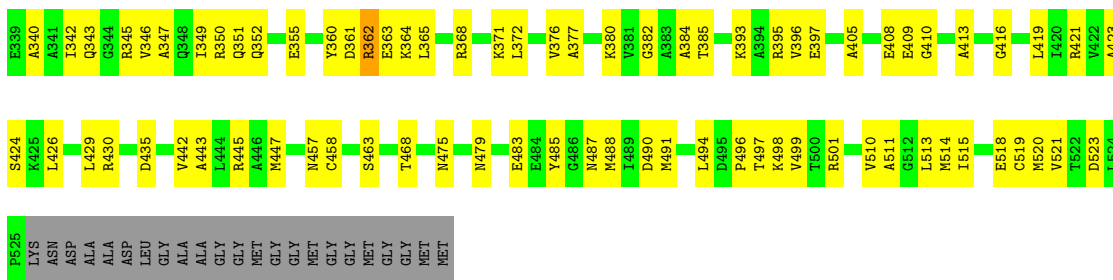 E339 A340 A341 I342 Q343 G344 R345 V346 A347 Q348 I349 R350 Q351 Q352 E355 Y360 D361 R362 E363 K364 L365 R368 K371 L372 V376 A377 K380 V381 G382 A383 A384 T385 K393 A394 R395 V396 E397 A405 E408 E409 G410 A413 G416 L419 I420 R421 V422 A423
S424 K425 L426 L429 R430 D435 V442 A443 L444 R445 A446 M447 N457 C458 S463 T468 N475 N479 E483 E484 Y485 G486 N487 M488 I489 D490 M491 L494 D495 P496 T497 K498 V499 T500 R501 V510 A511 G512 L513 M514 I515 E518 C519 M520 V521 T522 D523 L524
P525 LYS ASN ASP ALA ALA ASP LEU GLY ALA ALA GLY GLY MET GLY GLY MET GLY GLY MET GLY GLY MET MET